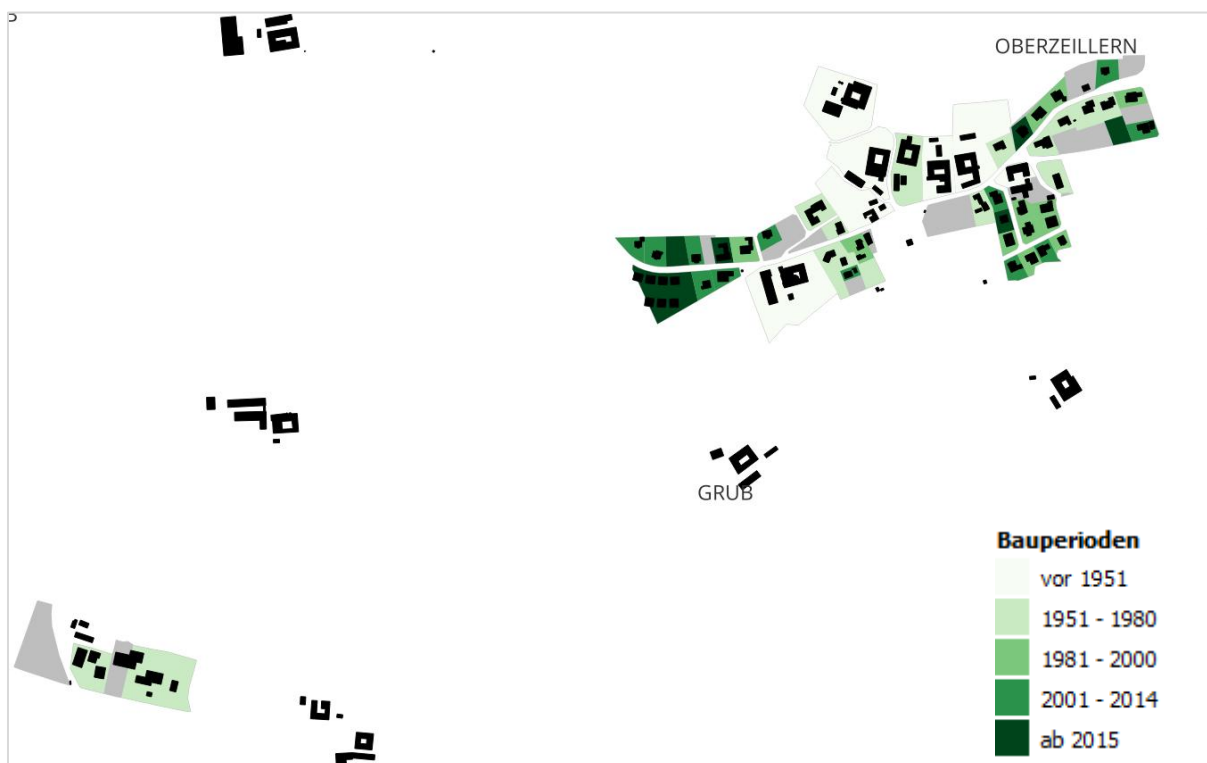 OBERZEILLERN
GRUB
Bauperioden
vor 1951
1951 - 1980
1981 - 2000
2001 - 2014
ab 2015